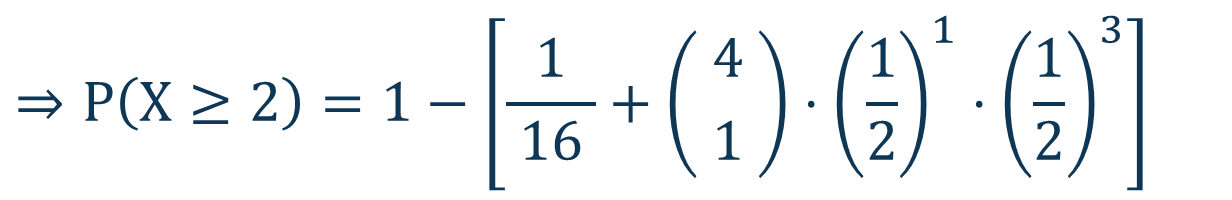 ⇒ P(X ≥ 2) = 1 − [1/16 + (4 1) · (1/2)^1 · (1/2)^3]